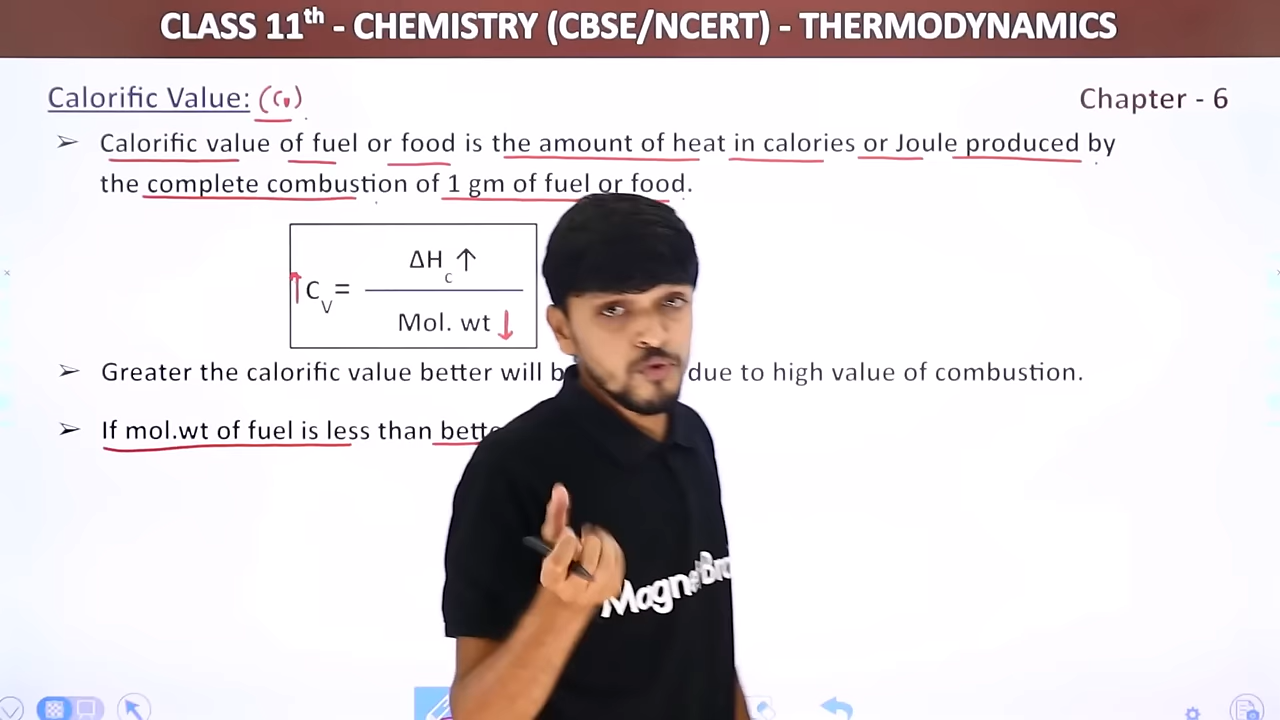 CLASS 11th - CHEMISTRY (CBSE/NCERT) - THERMODYNAMICS
Calorific Value: (Cv)
Chapter - 6
➢ Calorific value of fuel or food is the amount of heat in calories or Joule produced by
the complete combustion of 1 gm of fuel or food.
ΔHc ↑
↑ CV =
Mol. wt ↓
➢ Greater the calorific value better will due to high value of combustion.
➢ If mol.wt of fuel is less than
Magnet